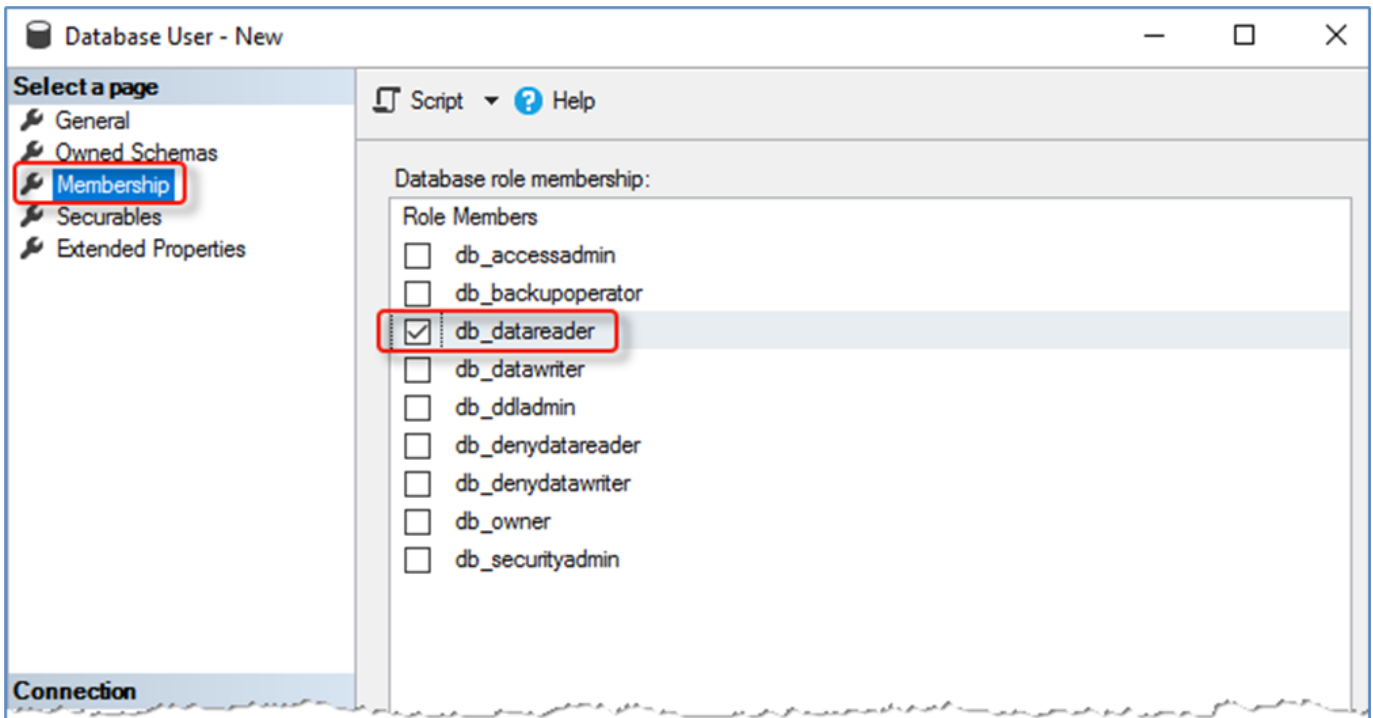 Database User - New
Select a page
General
Owned Schemas
Membership
Securables
Extended Properties
Connection
Script
Help
Database role membership:
Role Members
db_accessadmin
db_backupoperator
db_datareader
db_datawriter
db_ddladmin
db_denydatareader
db_denydatawriter
db_owner
db_securityadmin